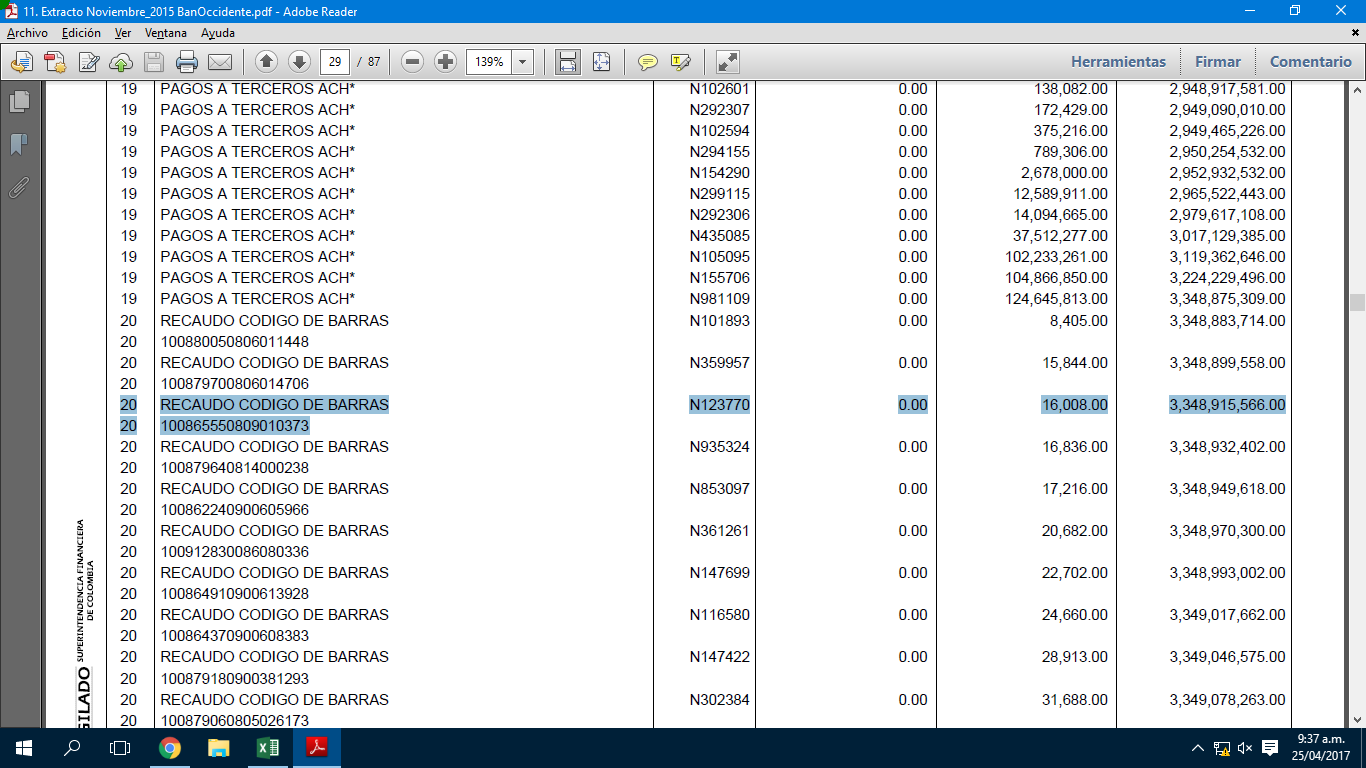 11. Extracto Noviembre_2015 BanOccidente.pdf - Adobe Reader
Archivo Edición Ver Ventana Ayuda
29 / 87 139% Herramientas Firmar Comentario
19 PAGOS A TERCEROS ACH* N102601 0.00 138,082.00 2,948,917,581.00
19 PAGOS A TERCEROS ACH* N292307 0.00 172,429.00 2,949,090,010.00
19 PAGOS A TERCEROS ACH* N102594 0.00 375,216.00 2,949,465,226.00
19 PAGOS A TERCEROS ACH* N294155 0.00 789,306.00 2,950,254,532.00
19 PAGOS A TERCEROS ACH* N154290 0.00 2,678,000.00 2,952,932,532.00
19 PAGOS A TERCEROS ACH* N299115 0.00 12,589,911.00 2,965,522,443.00
19 PAGOS A TERCEROS ACH* N292306 0.00 14,094,665.00 2,979,617,108.00
19 PAGOS A TERCEROS ACH* N435085 0.00 37,512,277.00 3,017,129,385.00
19 PAGOS A TERCEROS ACH* N105095 0.00 102,233,261.00 3,119,362,646.00
19 PAGOS A TERCEROS ACH* N155706 0.00 104,866,850.00 3,224,229,496.00
19 PAGOS A TERCEROS ACH* N981109 0.00 124,645,813.00 3,348,875,309.00
20 RECAUDO CODIGO DE BARRAS N101893 0.00 8,405.00 3,348,883,714.00
20 100880050806011448
20 RECAUDO CODIGO DE BARRAS N359957 0.00 15,844.00 3,348,899,558.00
20 100879700806014706
20 RECAUDO CODIGO DE BARRAS N123770 0.00 16,008.00 3,348,915,566.00
20 100865550809010373
20 RECAUDO CODIGO DE BARRAS N935324 0.00 16,836.00 3,348,932,402.00
20 100879640814000238
20 RECAUDO CODIGO DE BARRAS N853097 0.00 17,216.00 3,348,949,618.00
20 100862240900605966
20 RECAUDO CODIGO DE BARRAS N361261 0.00 20,682.00 3,348,970,300.00
20 100912830086080336
20 RECAUDO CODIGO DE BARRAS N147699 0.00 22,702.00 3,348,993,002.00
20 100864910900613928
20 RECAUDO CODIGO DE BARRAS N116580 0.00 24,660.00 3,349,017,662.00
20 100864370900608383
20 RECAUDO CODIGO DE BARRAS N147422 0.00 28,913.00 3,349,046,575.00
20 100879180900381293
20 RECAUDO CODIGO DE BARRAS N302384 0.00 31,688.00 3,349,078,263.00
20 100879060805026173
GILADO SUPERINTENDENCIA FINANCIERA
DE COLOMBIA
9:37 a.m.
25/04/2017